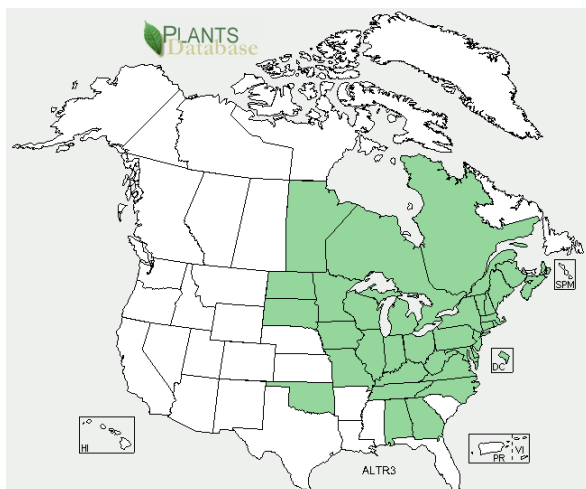 PLANTS
Database
SPM
DC
HI
PR
VI
ALTR3